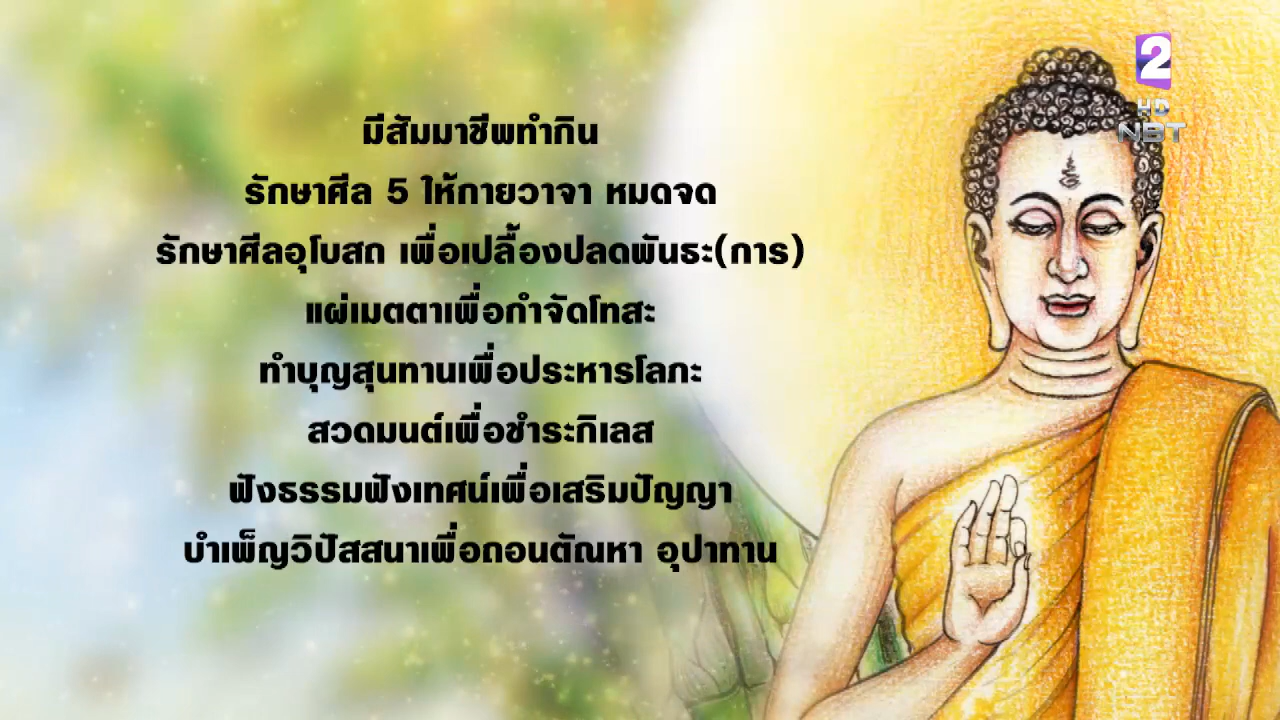 2
HD
NBT
มีสัมมาชีพทำกิน
รักษาศีล 5 ให้กายวาจา หมดจด
รักษาศีลอุโบสถ เพื่อเปลื้องปลดพันธะ(การ)
แผ่เมตตาเพื่อกำจัดโทสะ
ทำบุญสุนทานเพื่อประหารโลภะ
สวดมนต์เพื่อชำระกิเลส
ฟังธรรมฟังเทศน์เพื่อเสริมปัญญา
บำเพ็ญวิปัสสนาเพื่อถอนตัณหา อุปาทาน